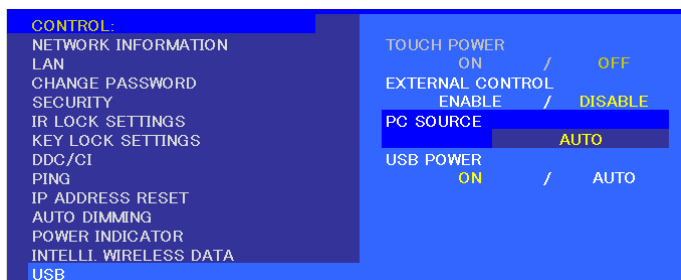 CONTROL:
NETWORK INFORMATION
LAN
CHANGE PASSWORD
SECURITY
IR LOCK SETTINGS
KEY LOCK SETTINGS
DDC/CI
PING
IP ADDRESS RESET
AUTO DIMMING
POWER INDICATOR
INTELLI. WIRELESS DATA
USB
TOUCH POWER
ON / OFF
EXTERNAL CONTROL
ENABLE / DISABLE
PC SOURCE
AUTO
USB POWER
ON / AUTO